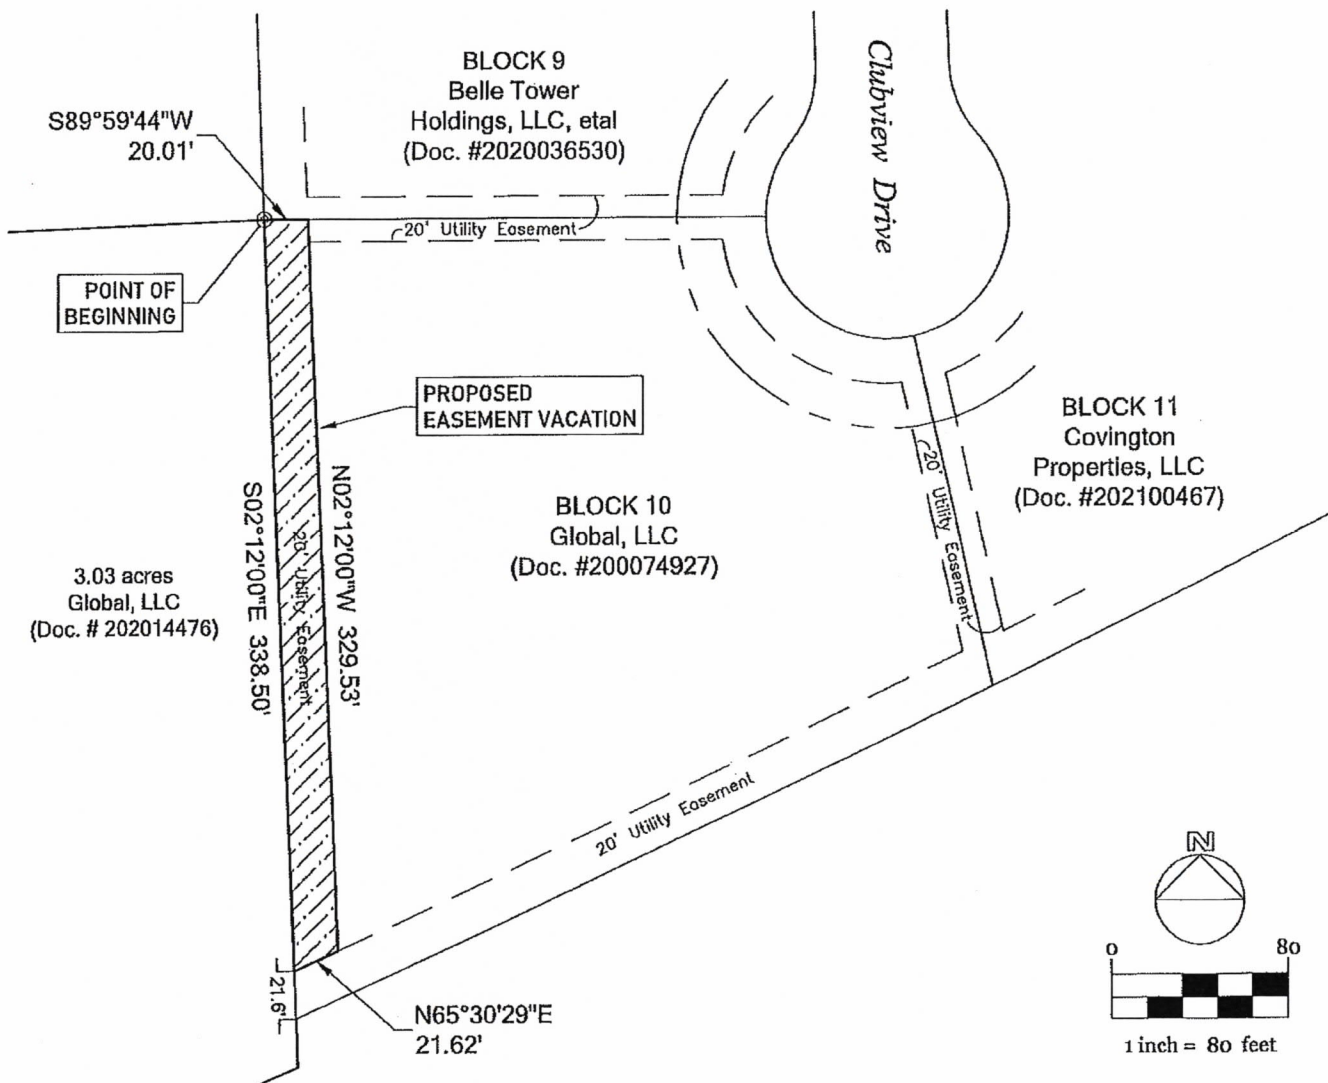 BLOCK 9
Belle Tower
Holdings, LLC, etal
(Doc. #2020036530)
Clubview Drive
S89°59'44"W
20.01'
20' Utility Easement
POINT OF
BEGINNING
PROPOSED
EASEMENT VACATION
BLOCK 11
Covington
Properties, LLC
(Doc. #202100467)
20' Utility Easement
BLOCK 10
Global, LLC
(Doc. #200074927)
S02°12'00"E 338.50'
20' Utility Easement
N02°12'00"W 329.53'
3.03 acres
Global, LLC
(Doc. # 202014476)
20' Utility Easement
21.6'
N65°30'29"E
21.62'
N
0 80
1 inch = 80 feet